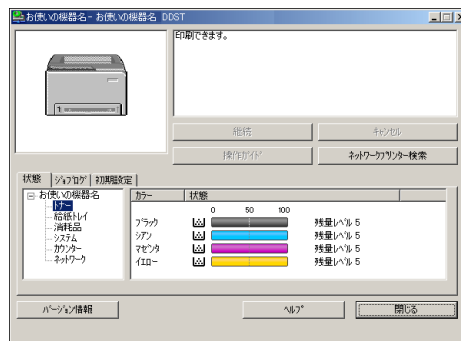 お使いの機器名 - お使いの機器名 DDST
印刷できます。
1
継続
キャンセル
操作ガイド
ネットワークプリンター検索
状態
ジョブログ
初期設定
お使いの機器名
トナー
給紙トレイ
消耗品
システム
カウンター
ネットワーク
カラー
状態
0 50 100
ブラック
残量レベル 5
シアン
残量レベル 5
マゼンタ
残量レベル 5
イエロー
残量レベル 5
バージョン情報
ヘルプ
閉じる